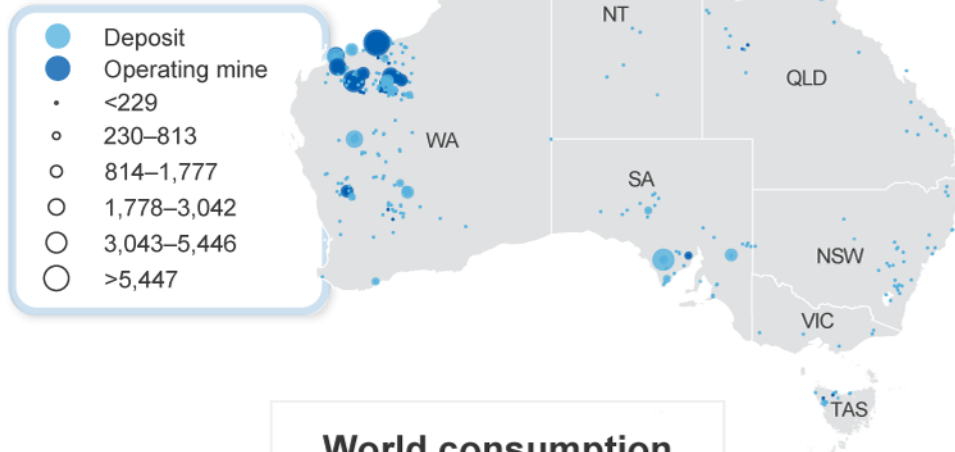 Deposit
Operating mine
<229
230–813
814–1,777
1,778–3,042
3,043–5,446
>5,447
NT
QLD
WA
SA
NSW
VIC
TAS
World consumption